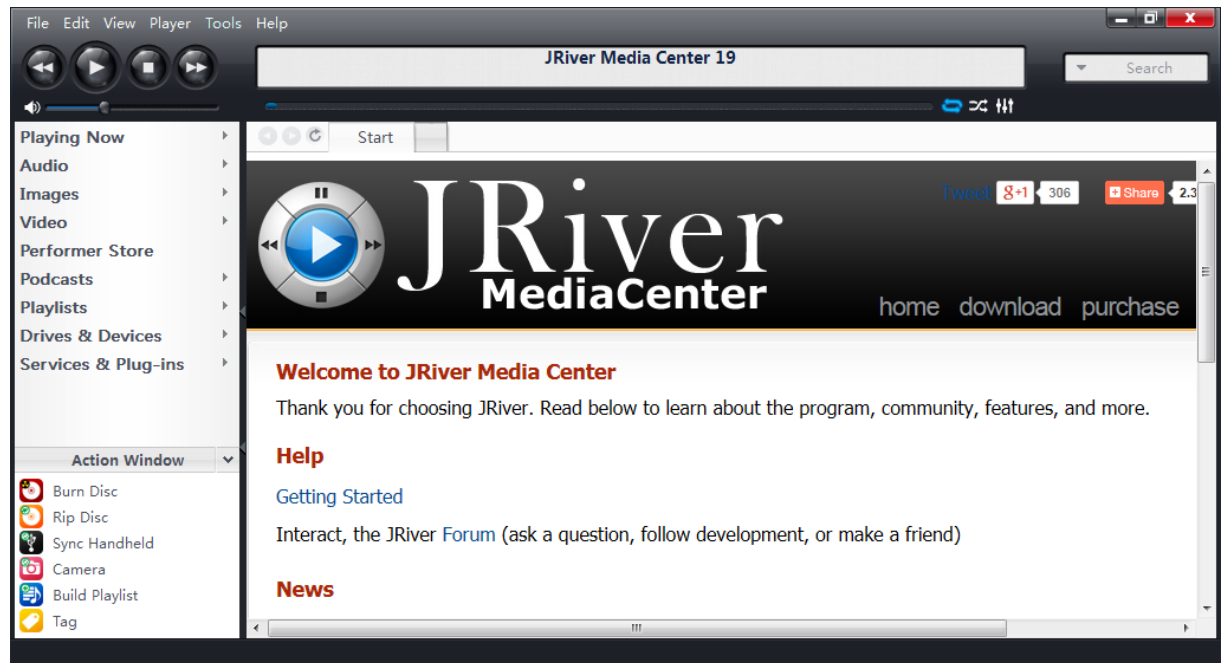 File Edit View Player Tools Help
JRiver Media Center 19
Search
Playing Now
Audio
Images
Video
Performer Store
Podcasts
Playlists
Drives & Devices
Services & Plug-ins
Action Window
Burn Disc
Rip Disc
Sync Handheld
Camera
Build Playlist
Tag
Start
JRiver
MediaCenter
Tweet g+1 306 Share 2.3
home download purchase
Welcome to JRiver Media Center
Thank you for choosing JRiver. Read below to learn about the program, community, features, and more.
Help
Getting Started
Interact, the JRiver Forum (ask a question, follow development, or make a friend)
News